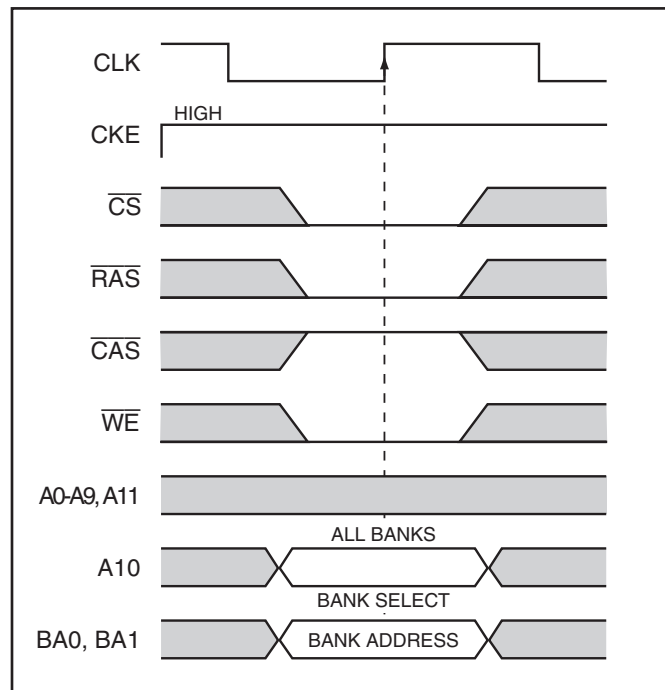 CLK
HIGH
CKE
CS
RAS
CAS
WE
A0-A9, A11
ALL BANKS
A10
BANK SELECT
BA0, BA1
BANK ADDRESS